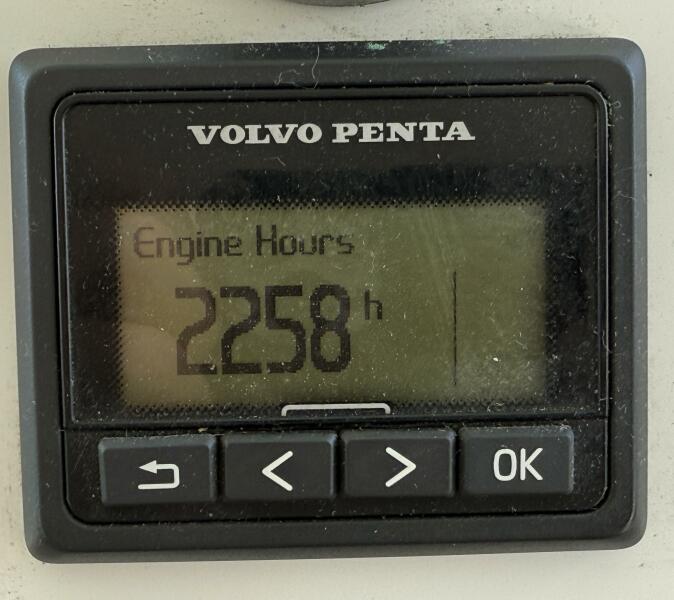 VOLVO PENTA
Engine Hours
2258 h
< > OK